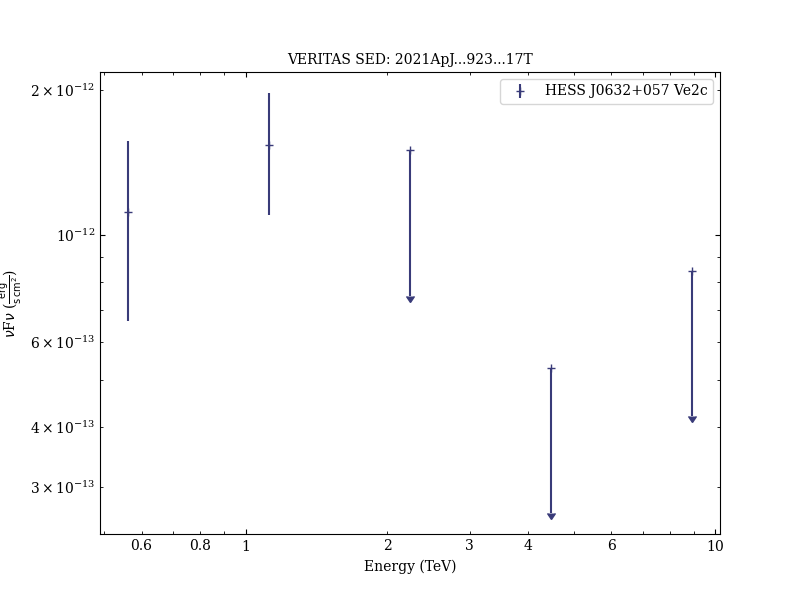 VERITAS SED: 2021ApJ...923...17T
HESS J0632+057 Ve2c
2 × 10⁻¹²
10⁻¹²
6 × 10⁻¹³
4 × 10⁻¹³
3 × 10⁻¹³
νFν (erg/s cm²)
0.6 0.8 1 2 3 4 6 10
Energy (TeV)